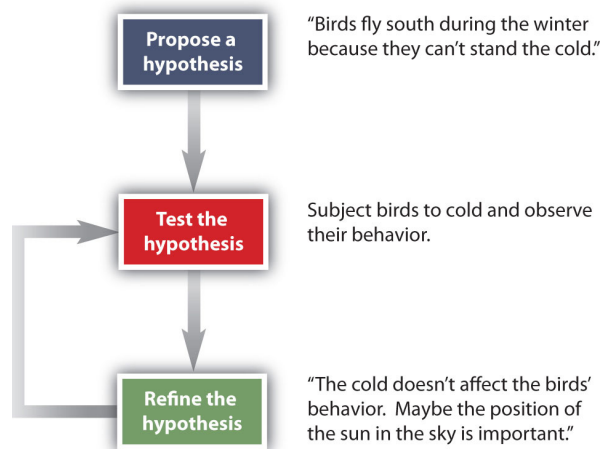 Propose a
hypothesis
“Birds fly south during the winter
because they can’t stand the cold.”
Test the
hypothesis
Subject birds to cold and observe
their behavior.
Refine the
hypothesis
“The cold doesn’t affect the birds’
behavior.  Maybe the position of
the sun in the sky is important.”